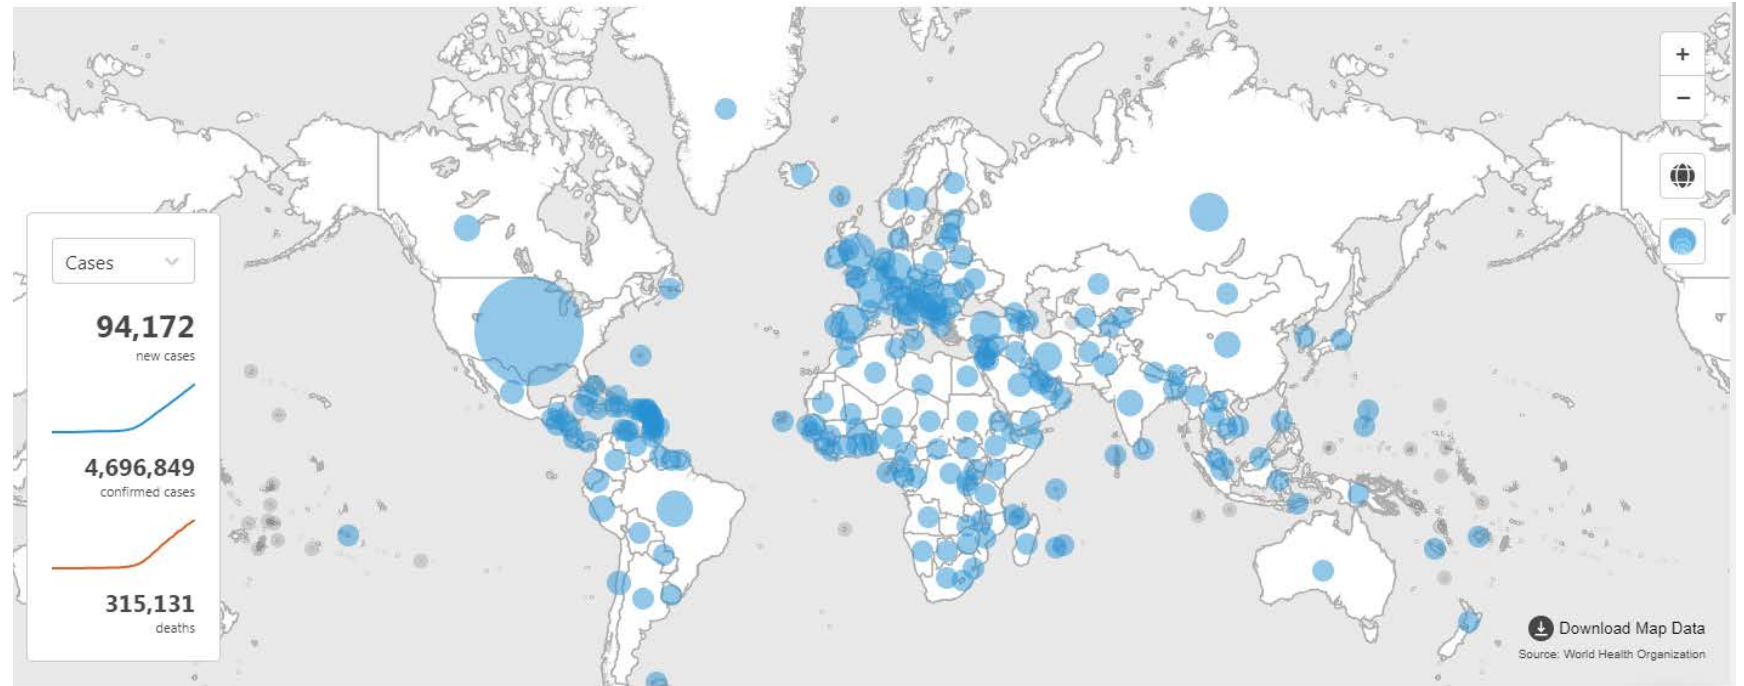 Cases
94,172
new cases
4,696,849
confirmed cases
315,131
deaths
+
−
Download Map Data
Source: World Health Organization